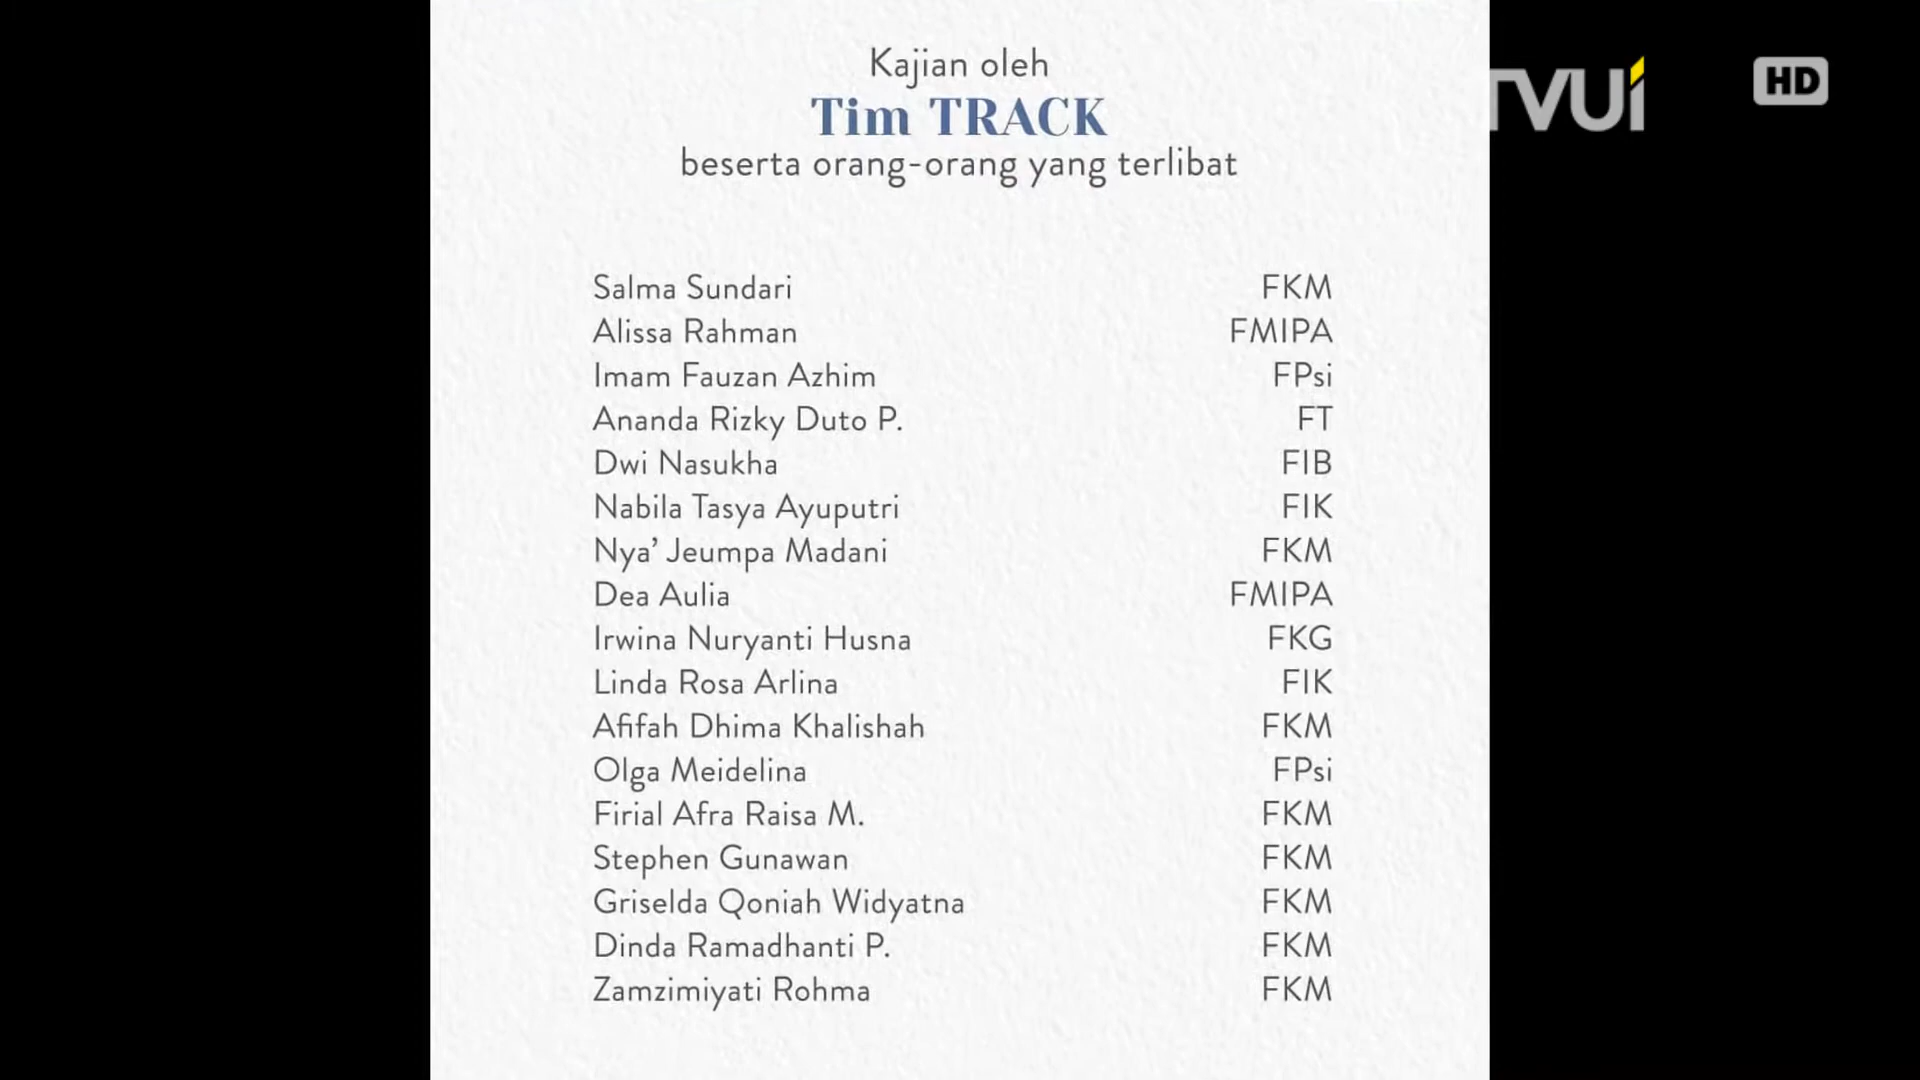 Kajian oleh
Tim TRACK
beserta orang-orang yang terlibat
TVUI
HD
Salma Sundari FKM
Alissa Rahman FMIPA
Imam Fauzan Azhim FPsi
Ananda Rizky Duto P. FT
Dwi Nasukha FIB
Nabila Tasya Ayuputri FIK
Nya’ Jeumpa Madani FKM
Dea Aulia FMIPA
Irwina Nuryanti Husna FKG
Linda Rosa Arlina FIK
Afifah Dhima Khalishah FKM
Olga Meidelina FPsi
Firial Afra Raisa M. FKM
Stephen Gunawan FKM
Griselda Qoniah Widyatna FKM
Dinda Ramadhanti P. FKM
Zamzimiyati Rohma FKM